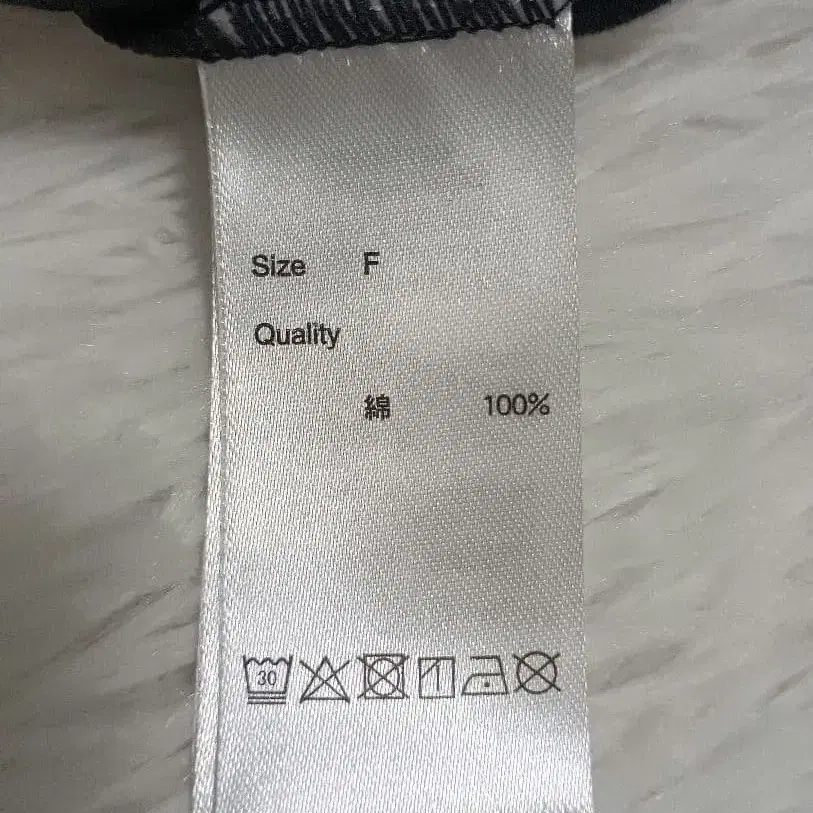 Size F
Quality
綿 100%
30